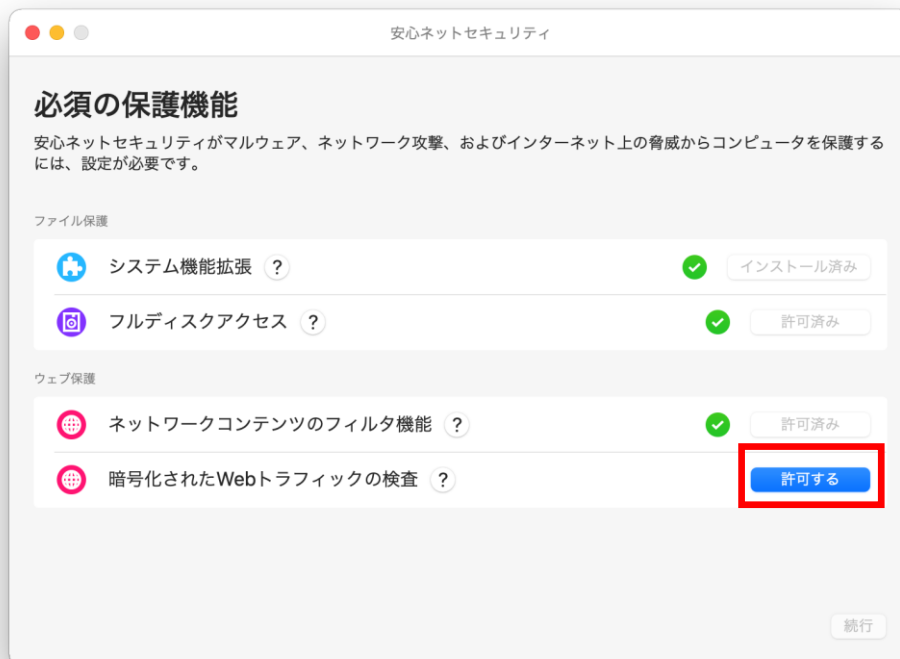 安心ネットセキュリティ
必須の保護機能
安心ネットセキュリティがマルウェア、ネットワーク攻撃、およびインターネット上の脅威からコンピュータを保護する
には、設定が必要です。
ファイル保護
システム機能拡張 ? インストール済み
フルディスクアクセス ? 許可済み
ウェブ保護
ネットワークコンテンツのフィルタ機能 ? 許可済み
暗号化されたWebトラフィックの検査 ? 許可する
続行